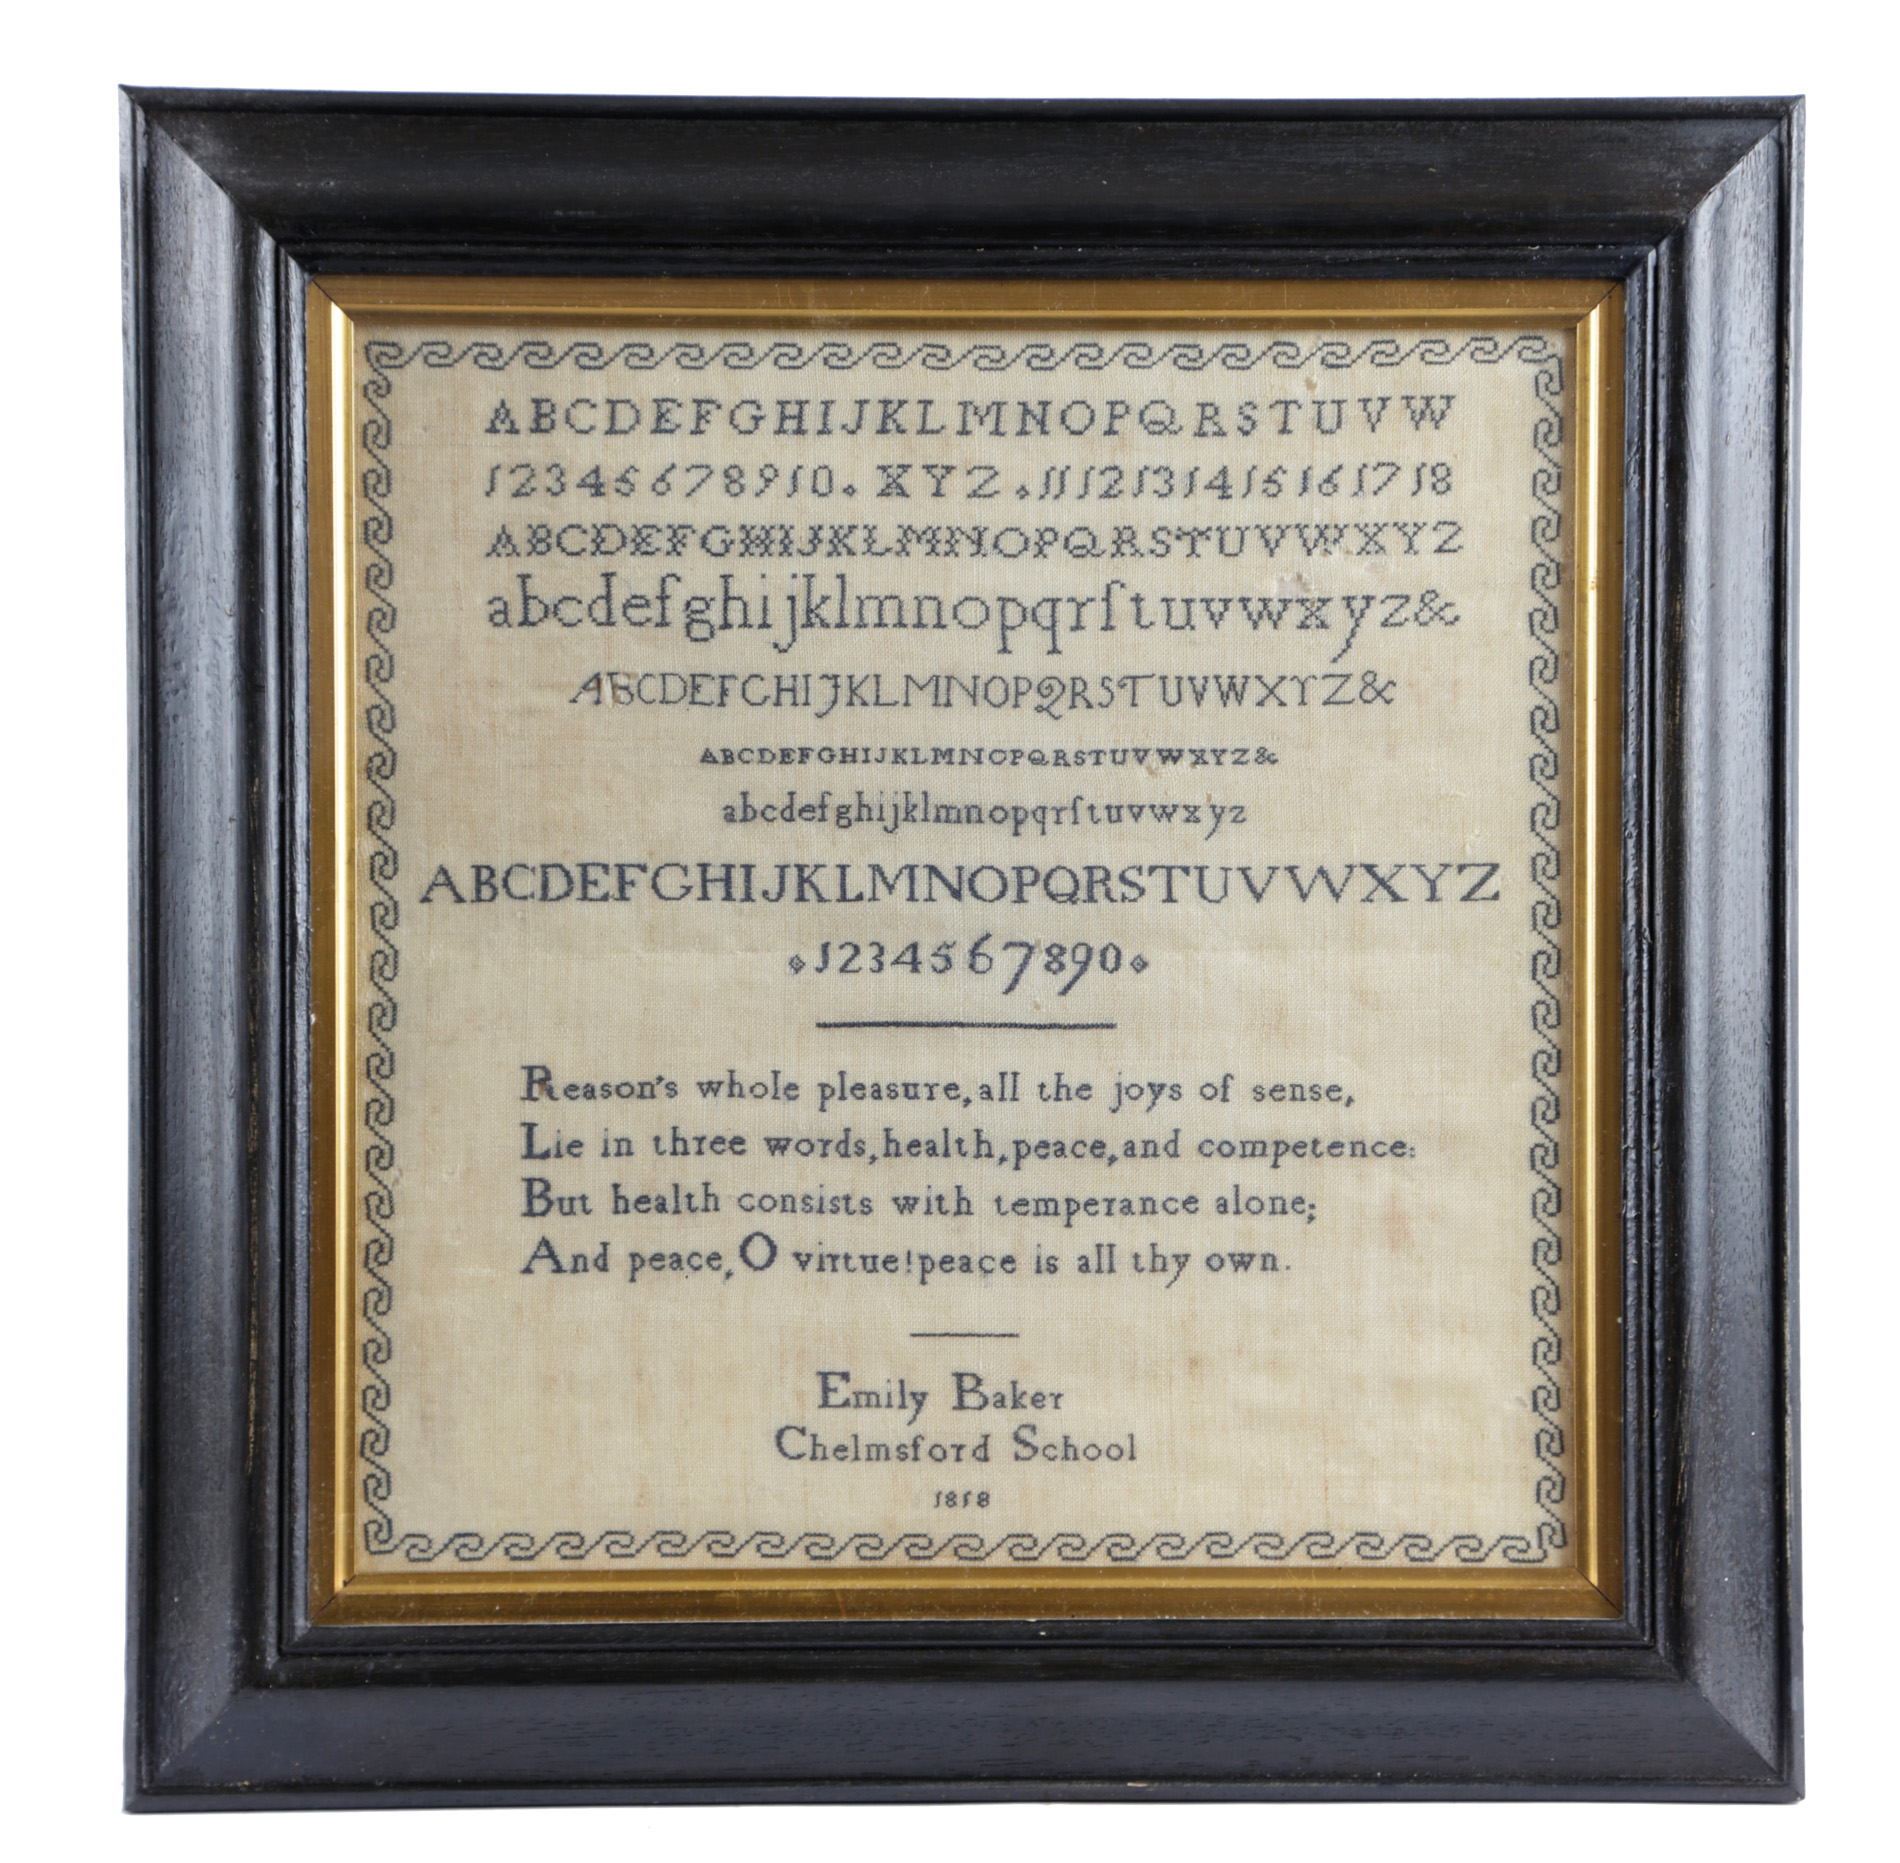 ABCDEFGHIJKLMNOPQRSTUVW
12345678910. XYZ .1112131415161718
ABCDEFGHIJKLMNOPQRSTUVWXYZ
abcdefghijklmnopqrſtuvwxyz&
ABCDEFGHIJKLMNOPQRSTUVWXYZ&
ABCDEFGHIJKLMNOPQRSTUVWXYZ&
abcdefghijklmnopqrſtuvwxyz
ABCDEFGHIJKLMNOPQRSTUVWXYZ
1234567890
Reason's whole pleasure, all the joys of sense,
Lie in three words, health, peace, and competence:
But health consists with temperance alone;
And peace, O virtue! peace is all thy own.
Emily Baker
Chelmsford School
1818